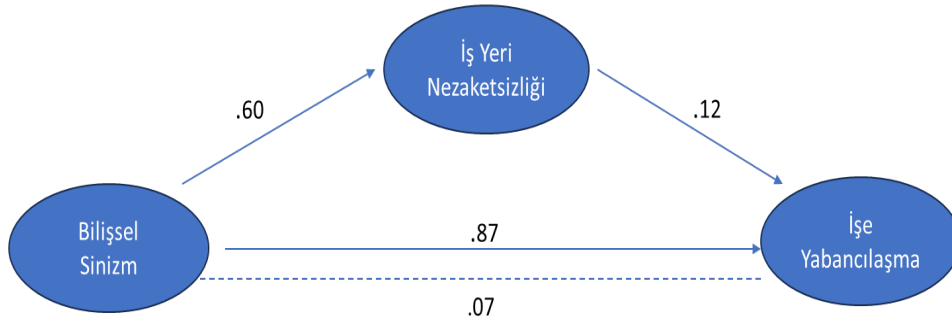 İş Yeri
Nezaketsizliği
.60
.12
Bilişsel
Sinizm
.87
İşe
Yabancılaşma
.07